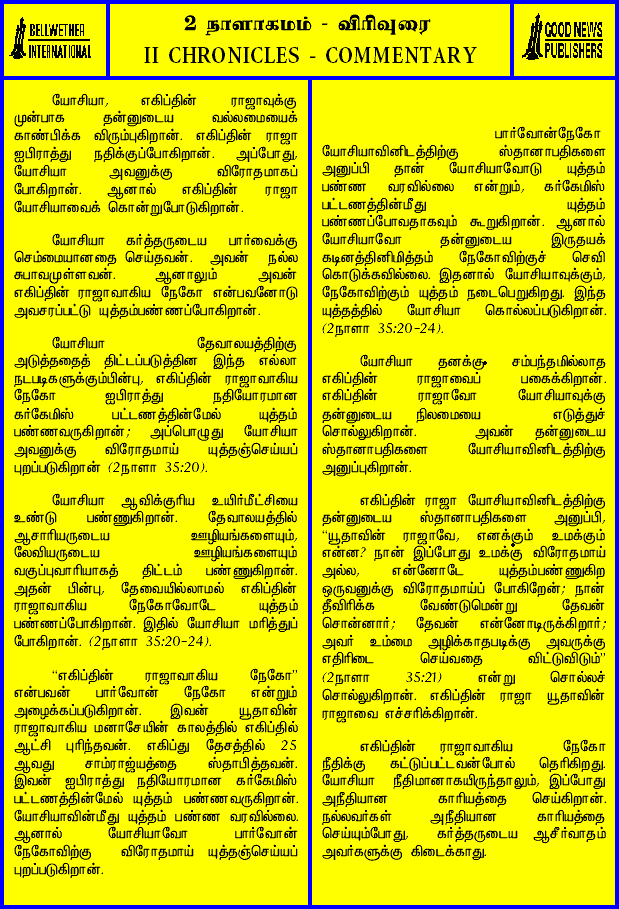 BELLWETHER
INTERNATIONAL
2 நாளாகமம் - விரிவுரை
II CHRONICLES - COMMENTARY
GOOD NEWS
PUBLISHERS
யோசியா, எகிப்தின் ராஜாவுக்கு
முன்பாக தன்னுடைய வல்லமையைக்
காண்பிக்க விரும்புகிறான். எகிப்தின் ராஜா
ஐபிராத்து நதிக்குப்போகிறான். அப்போது,
யோசியா அவனுக்கு விரோதமாகப்
போகிறான். ஆனால் எகிப்தின் ராஜா
யோசியாவைக் கொன்றுபோடுகிறான்.
யோசியா கர்த்தருடைய பார்வைக்கு
செம்மையானதை செய்தவன். அவன் நல்ல
சுபாவமுள்ளவன். ஆனாலும் அவன்
எகிப்தின் ராஜாவாகிய நேகோ என்பவனோடு
அவசரப்பட்டு யுத்தம்பண்ணப்போகிறான்.
யோசியா தேவாலயத்திற்கு
அடுத்ததைத் திட்டப்படுத்தின இந்த எல்லா
நடபடிகளுக்கும்பின்பு, எகிப்தின் ராஜாவாகிய
நேகோ ஐபிராத்து நதியோரமான
கர்கேமிஸ் பட்டணத்தின்மேல் யுத்தம்
பண்ணவருகிறான்; அப்பொழுது யோசியா
அவனுக்கு விரோதமாய் யுத்தஞ்செய்யப்
புறப்படுகிறான் (2நாளா 35:20).
யோசியா ஆவிக்குரிய உயிர்மீட்சியை
உண்டு பண்ணுகிறான். தேவாலயத்தில்
ஆசாரியருடைய ஊழியங்களையும்,
லேவியருடைய ஊழியங்களையும்
வகுப்புவாரியாகத் திட்டம் பண்ணுகிறான்.
அதன் பின்பு, தேவையில்லாமல் எகிப்தின்
ராஜாவாகிய நேகோவோடே யுத்தம்
பண்ணப்போகிறான். இதில் யோசியா மரித்துப்
போகிறான். (2நாளா 35:20-24).
"எகிப்தின் ராஜாவாகிய நேகோ"
என்பவன் பார்வோன் நேகோ என்றும்
அழைக்கப்படுகிறான். இவன் யூதாவின்
ராஜாவாகிய மனாசேயின் காலத்தில் எகிப்தில்
ஆட்சி புரிந்தவன். எகிப்து தேசத்தில் 25
ஆவது சாம்ராஜ்யத்தை ஸ்தாபித்தவன்.
இவன் ஐபிராத்து நதியோரமான கர்கேமிஸ்
பட்டணத்தின்மேல் யுத்தம் பண்ண வருகிறான்.
யோசியாவின்மீது யுத்தம் பண்ண வரவில்லை.
ஆனால் யோசியாவோ பார்வோன்
நேகோவிற்கு விரோதமாய் யுத்தஞ்செய்யப்
புறப்படுகிறான்.
பார்வோன்நேகோ
யோசியாவினிடத்திற்கு ஸ்தானாபதிகளை
அனுப்பி தான் யோசியாவோடு யுத்தம்
பண்ண வரவில்லை என்றும், கர்கேமிஸ்
பட்டணத்தின்மீது யுத்தம்
பண்ணப்போவதாகவும் கூறுகிறான். ஆனால்
யோசியாவோ தன்னுடைய இருதயக்
கடினத்தினிமித்தம் நேகோவிற்குச் செவி
கொடுக்கவில்லை. இதனால் யோசியாவுக்கும்,
நேகோவிற்கும் யுத்தம் நடைபெறுகிறது. இந்த
யுத்தத்தில் யோசியா கொல்லப்படுகிறான்.
(2நாளா 35:20-24).
யோசியா தனக்கு சம்பந்தமில்லாத
எகிப்தின் ராஜாவைப் பகைக்கிறான்.
எகிப்தின் ராஜாவோ யோசியாவுக்கு
தன்னுடைய நிலமையை எடுத்துச்
சொல்லுகிறான். அவன் தன்னுடைய
ஸ்தானாபதிகளை யோசியாவினிடத்திற்கு
அனுப்புகிறான்.
எகிப்தின் ராஜா யோசியாவினிடத்திற்கு
தன்னுடைய ஸ்தானாபதிகளை அனுப்பி,
"யூதாவின் ராஜாவே, எனக்கும் உமக்கும்
என்ன? நான் இப்போது உமக்கு விரோதமாய்
அல்ல, என்னோடே யுத்தம்பண்ணுகிற
ஒருவனுக்கு விரோதமாய்ப் போகிறேன்; நான்
தீவிரிக்க வேண்டுமென்று தேவன்
சொன்னார்; தேவன் என்னோடிருக்கிறார்;
அவர் உம்மை அழிக்காதபடிக்கு அவருக்கு
எதிரிடை செய்வதை விட்டுவிடும்"
(2நாளா 35:21) என்று சொல்லச்
சொல்லுகிறான். எகிப்தின் ராஜா யூதாவின்
ராஜாவை எச்சரிக்கிறான்.
எகிப்தின் ராஜாவாகிய நேகோ
நீதிக்கு கட்டுப்பட்டவன்போல் தெரிகிறது.
யோசியா நீதிமானாகயிருந்தாலும், இப்போது
அநீதியான காரியத்தை செய்கிறான்.
நல்லவர்கள் அநீதியான காரியத்தை
செய்யும்போது, கர்த்தருடைய ஆசீர்வாதம்
அவர்களுக்கு கிடைக்காது.